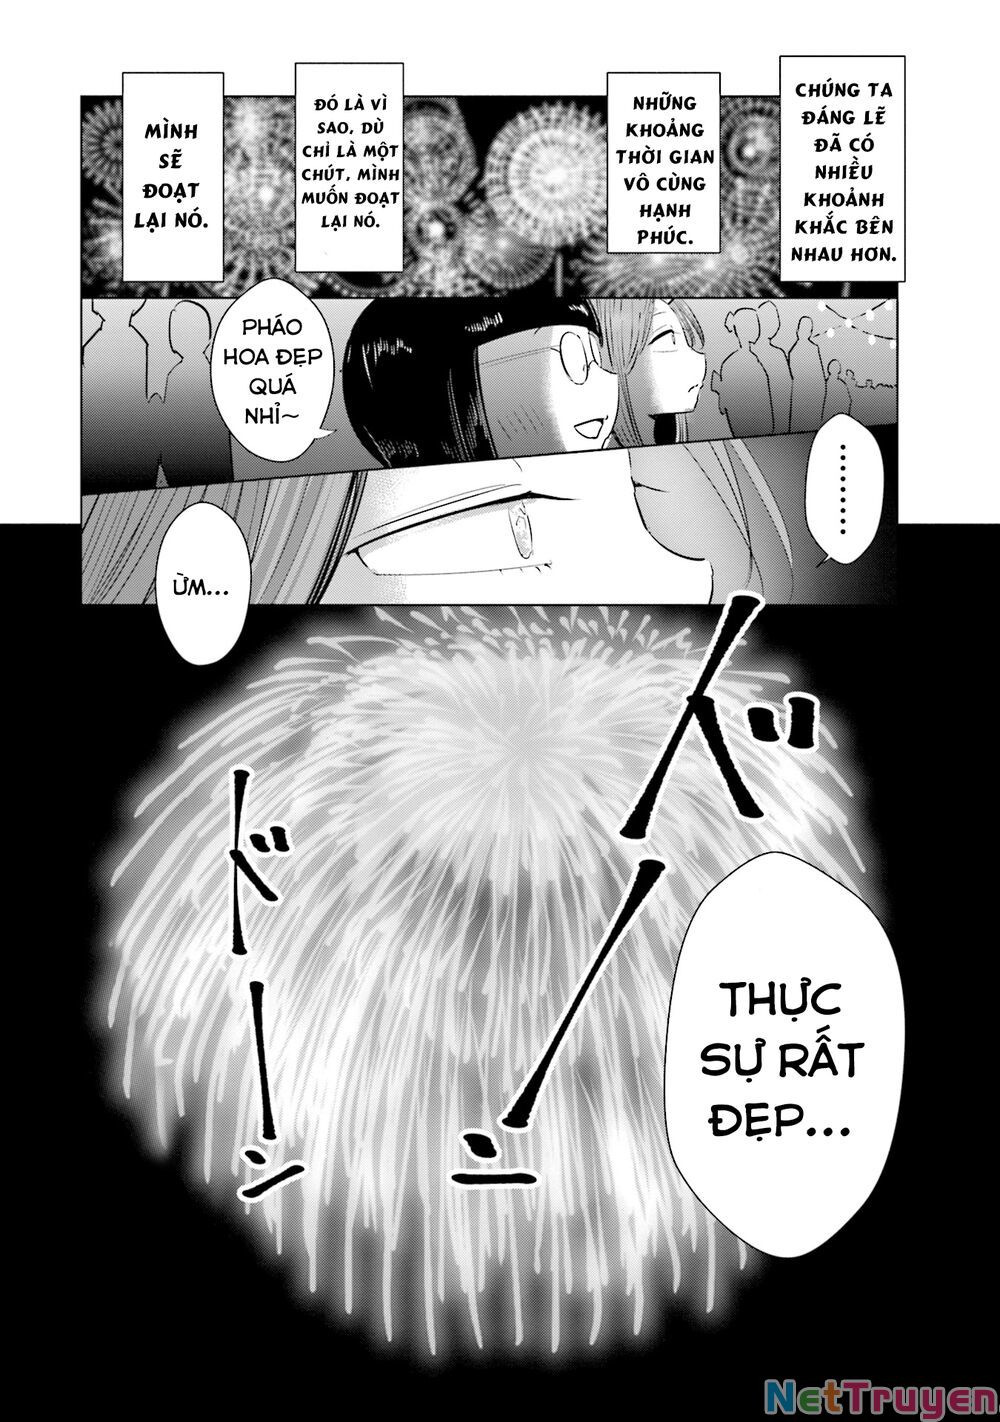 CHÚNG TA
ĐÁNG LẼ
ĐÃ CÓ
NHIỀU
KHOẢNH
KHẮC BÊN
NHAU HƠN.
NHỮNG
KHOẢNG
THỜI GIAN
VÔ CÙNG
HẠNH
PHÚC.
ĐÓ LÀ VÌ
SAO, DÙ
CHỈ LÀ MỘT
CHÚT, MÌNH
MUỐN ĐOẠT
LẠI NÓ.
MÌNH
SẼ
ĐOẠT
LẠI NÓ.
PHÁO
HOA ĐẸP
QUÁ
NHỈ~
.........
ỪM...
バーン
ドーン
THỰC
SỰ RẤT
ĐẸP...
NetTruyen